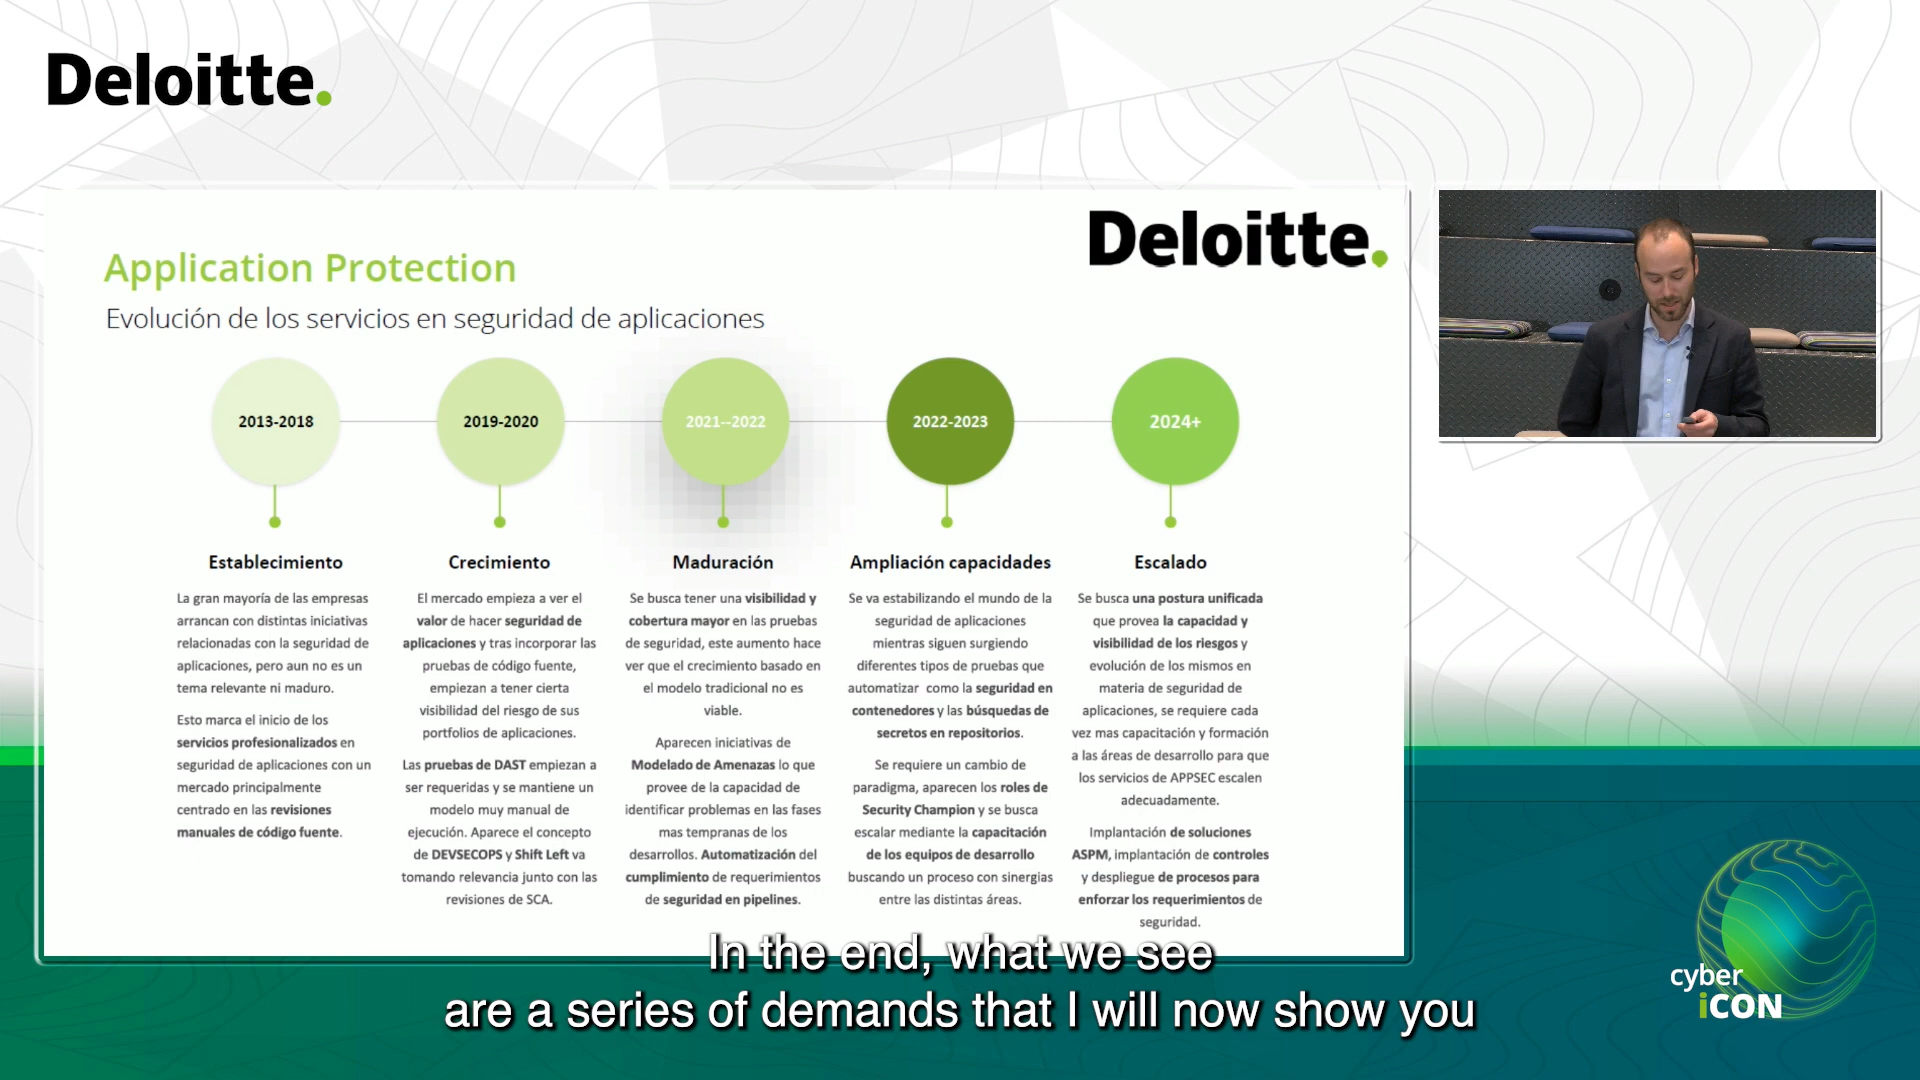 Deloitte.
Deloitte.
Application Protection
Evolución de los servicios en seguridad de aplicaciones
2013-2018
2019-2020
2021--2022
2022-2023
2024+
Establecimiento
La gran mayoría de las empresas
arrancan con distintas iniciativas
relacionadas con la seguridad de
aplicaciones, pero aun no es un
tema relevante ni maduro.
Esto marca el inicio de los
servicios profesionalizados en
seguridad de aplicaciones con un
mercado principalmente
centrado en las revisiones
manuales de código fuente.
Crecimiento
El mercado empieza a ver el
valor de hacer seguridad de
aplicaciones y tras incorporar las
pruebas de código fuente,
empiezan a tener cierta
visibilidad del riesgo de sus
portfolios de aplicaciones.
Las pruebas de DAST empiezan a
ser requeridas y se mantiene un
modelo muy manual de
ejecución. Aparece el concepto
de DEVSECOPS y Shift Left va
tomando relevancia junto con las
revisiones de SCA.
Maduración
Se busca tener una visibilidad y
cobertura mayor en las pruebas
de seguridad, este aumento hace
ver que el crecimiento basado en
el modelo tradicional no es
viable.
Aparecen iniciativas de
Modelado de Amenazas lo que
provee de la capacidad de
identificar problemas en las fases
mas tempranas de los
desarrollos. Automatización del
cumplimiento de requerimientos
de seguridad en pipelines.
Ampliación capacidades
Se va estabilizando el mundo de la
seguridad de aplicaciones
mientras siguen surgiendo
diferentes tipos de pruebas que
automatizar como la seguridad en
contenedores y las búsquedas de
secretos en repositorios.
Se requiere un cambio de
paradigma, aparecen los roles de
Security Champion y se busca
escalar mediante la capacitación
de los equipos de desarrollo
buscando un proceso con sinergias
entre las distintas áreas.
Escalado
Se busca una postura unificada
que provea la capacidad y
visibilidad de los riesgos y
evolución de los mismos en
materia de seguridad de
aplicaciones, se requiere cada
vez mas capacitación y formación
a las áreas de desarrollo para que
los servicios de APPSEC escalen
adecuadamente.
Implantación de soluciones
ASPM, implantación de controles
y despliegue de procesos para
enforzar los requerimientos de
seguridad.
In the end, what we see
are a series of demands that I will now show you
cyber
iCON